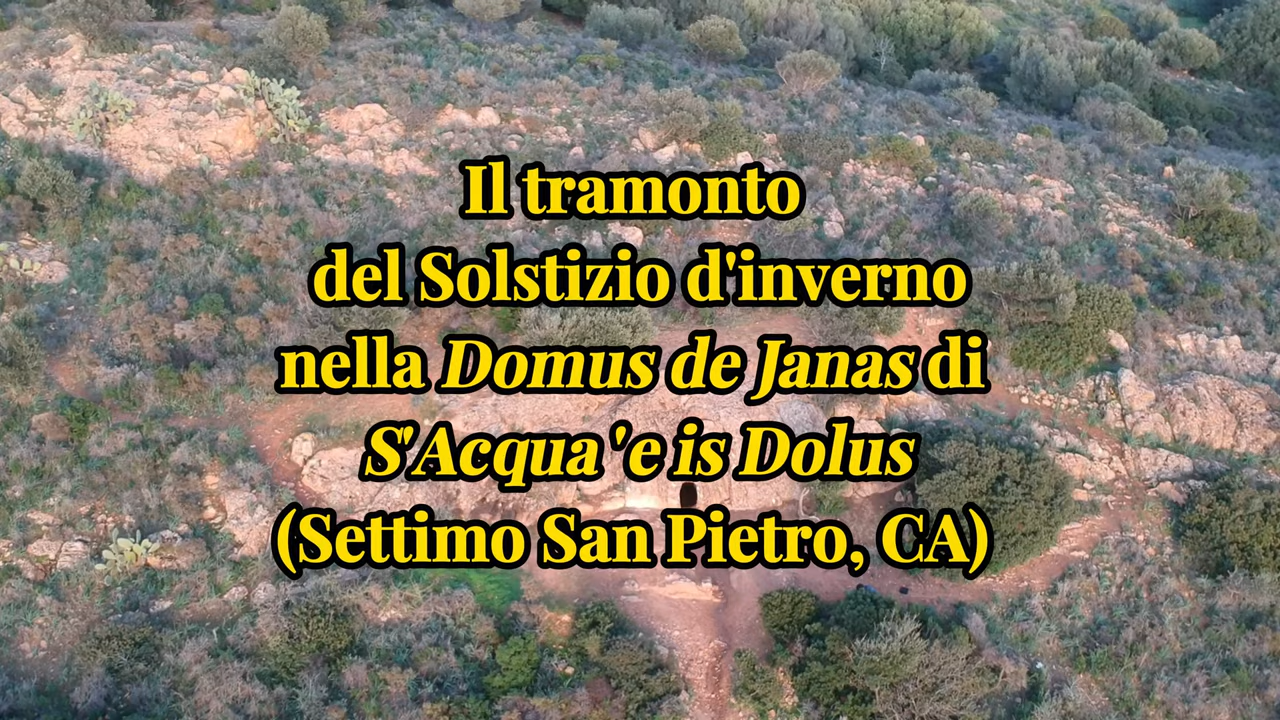 Il tramonto
del Solstizio d'inverno
nella Domus de Janas di
S'Acqua 'e is Dolus
(Settimo San Pietro, CA)